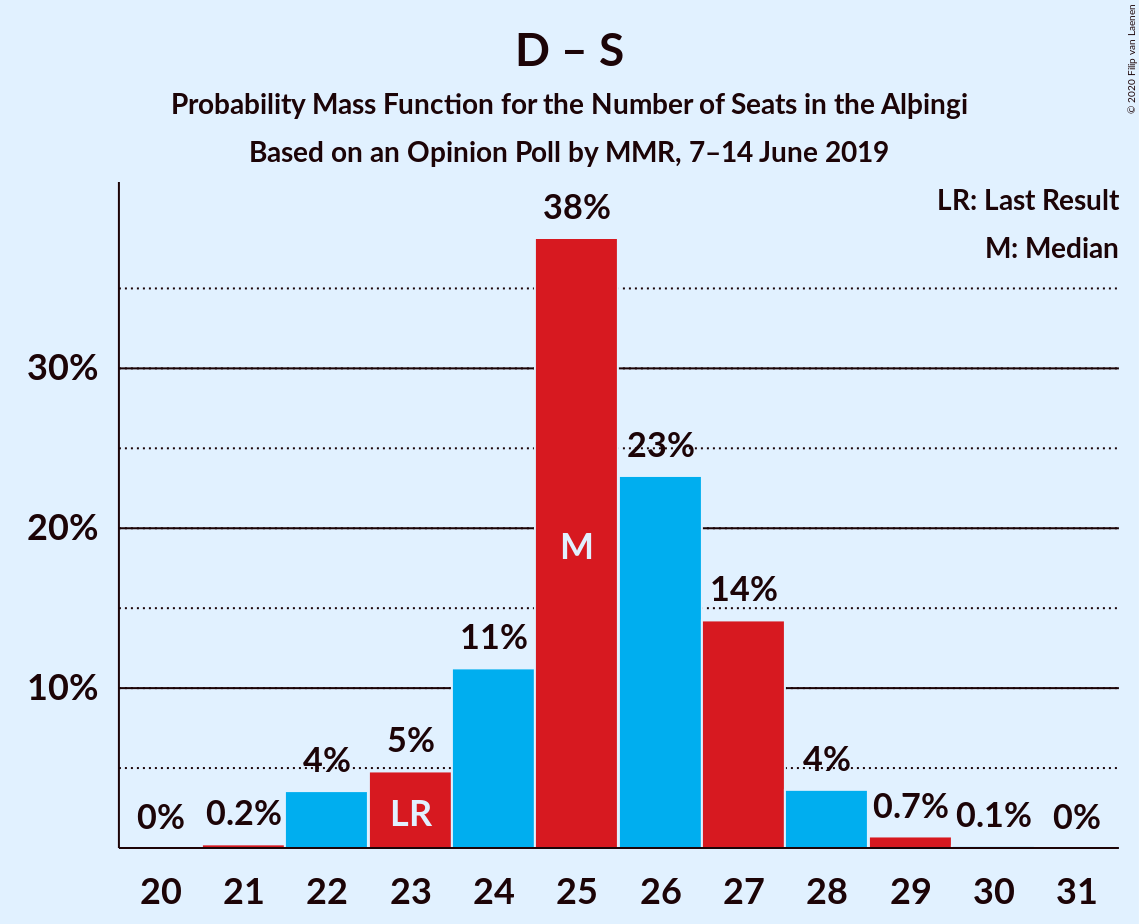 D – S
Probability Mass Function for the Number of Seats in the Alþingi
Based on an Opinion Poll by MMR, 7–14 June 2019
© 2020 Filip van Laenen
LR: Last Result
M: Median
38%
30%
23%
20%
M
14%
11%
10%
5%
4%
4%
LR
0%
0.2%
0.7%
0.1%
0%
20 21 22 23 24 25 26 27 28 29 30 31